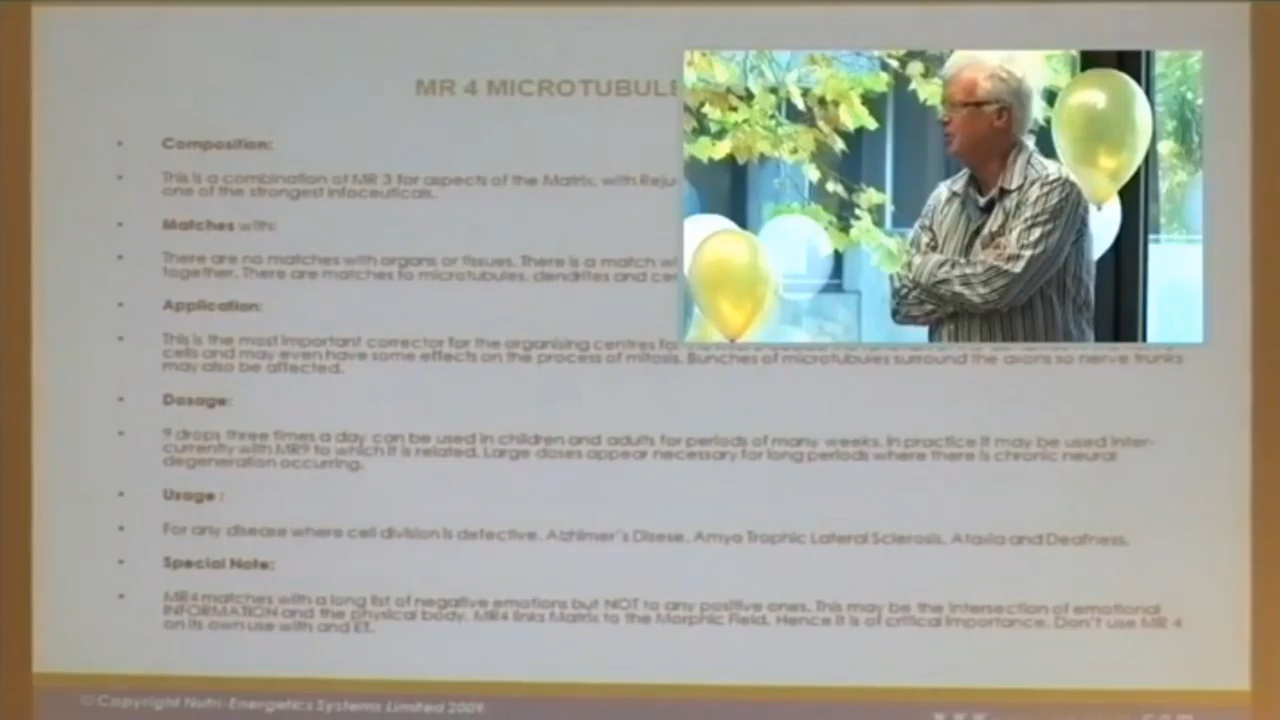 MR 4 MICROTUBULE
• Composition:
• This is a combination of MR 3 for aspects of the Matrix, with Reju
one of the strongest infoceuticals.
• Matches with:
• There are no matches with organs or tissues. There is a match w
together. There are matches to microtubules, dendrites and ce
• Application:
• This is the most important corrector for the organising centres fo
cells and may even have some effects on the process of mitosis. Bunches of microtubules surround the axons so nerve trunks
may also be affected.
• Dosage:
• 9 drops three times a day can be used in children and adults for periods of many weeks. In practice it may be used inter-
currently with MR9 to which it is related. Large doses appear necessary for long periods where there is chronic neural
degeneration occurring.
• Usage :
• For any disease where cell division is defective. Alzhimer's Disese, Amyo Trophic Lateral Sclerosis, Ataxia and Deafness.
• Special Note:
• MR4 matches with a long list of negative emotions but NOT to any positive ones. This may be the intersection of emotional
INFORMATION and the physical body. MR4 links Matrix to the Morphic Field. Hence it is of critical importance. Don't use MR 4
on its own use with and ET.
© Copyright Nutri-Energetics Systems Limited 2009